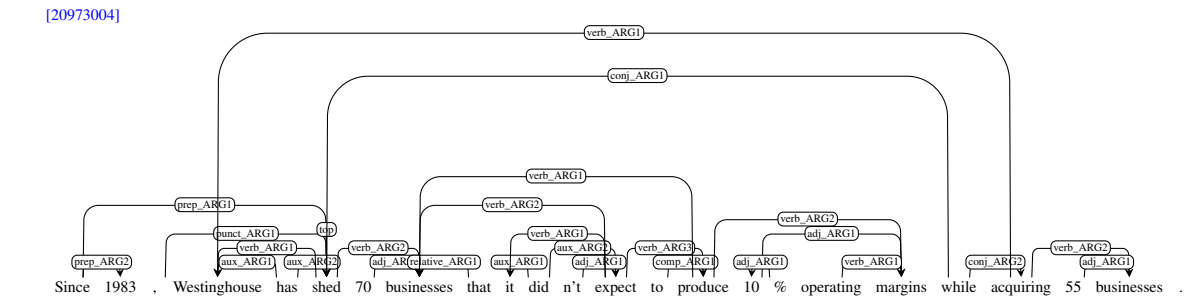 [20973004]
verb_ARG1
conj_ARG1
verb_ARG1
prep_ARG1 verb_ARG2
top verb_ARG2
punct_ARG1 verb_ARG1 adj_ARG1
verb_ARG1 verb_ARG2 aux_ARG2 verb_ARG3 verb_ARG2
prep_ARG2 aux_ARG1 aux_ARG2 adj_AR relative_ARG1 aux_ARG1 adj_ARG1 comp_ARG1 adj_ARG1 verb_ARG1 conj_ARG2 adj_ARG1
Since 1983 , Westinghouse has shed 70 businesses that it did n't expect to produce 10 % operating margins while acquiring 55 businesses .